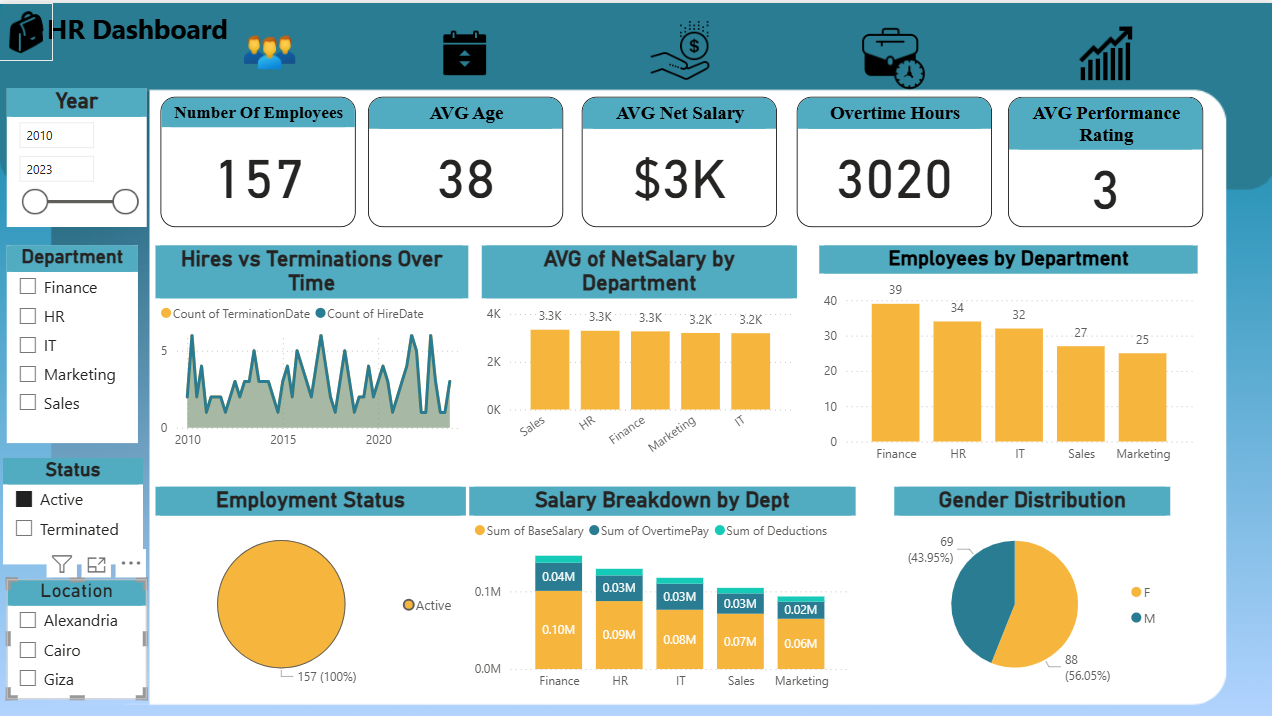 HR Dashboard
Year
2010
2023
Department
Finance
HR
IT
Marketing
Sales
Status
Active
Terminated
Location
Alexandria
Cairo
Giza
Number Of Employees
157
AVG Age
38
AVG Net Salary
$3K
Overtime Hours
3020
AVG Performance
Rating
3
Hires vs Terminations Over
Time
Count of TerminationDate Count of HireDate
5
0
2010 2015 2020
AVG of NetSalary by
Department
4K
2K
0K
3.3K 3.3K 3.3K 3.2K 3.2K
Sales HR Finance Marketing IT
Employees by Department
40
30
20
10
0
39 34 32 27 25
Finance HR IT Sales Marketing
Employment Status
Active
157 (100%)
Salary Breakdown by Dept
Sum of BaseSalary Sum of OvertimePay Sum of Deductions
0.1M
0.0M
0.04M 0.03M 0.03M 0.03M 0.02M
0.10M 0.09M 0.08M 0.07M 0.06M
Finance HR IT Sales Marketing
Gender Distribution
69
(43.95%)
F
M
88
(56.05%)
$